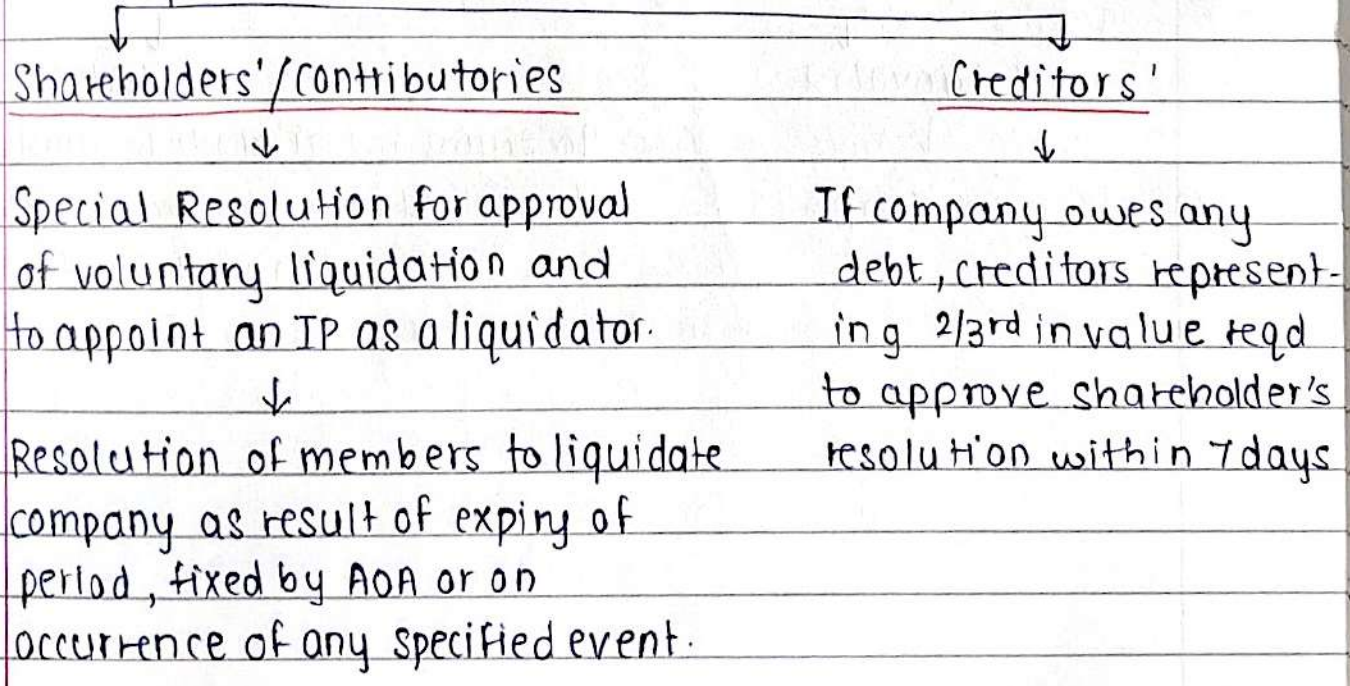 Shareholders'/Contributories
Special Resolution for approval
of voluntary liquidation and
to appoint an IP as a liquidator.
Resolution of members to liquidate
company as result of expiry of
period, fixed by AOA or on
occurrence of any specified event.
Creditors'
If company owes any
debt, creditors represent-
ing 2/3rd in value reqd
to approve shareholder's
resolution within 7 days